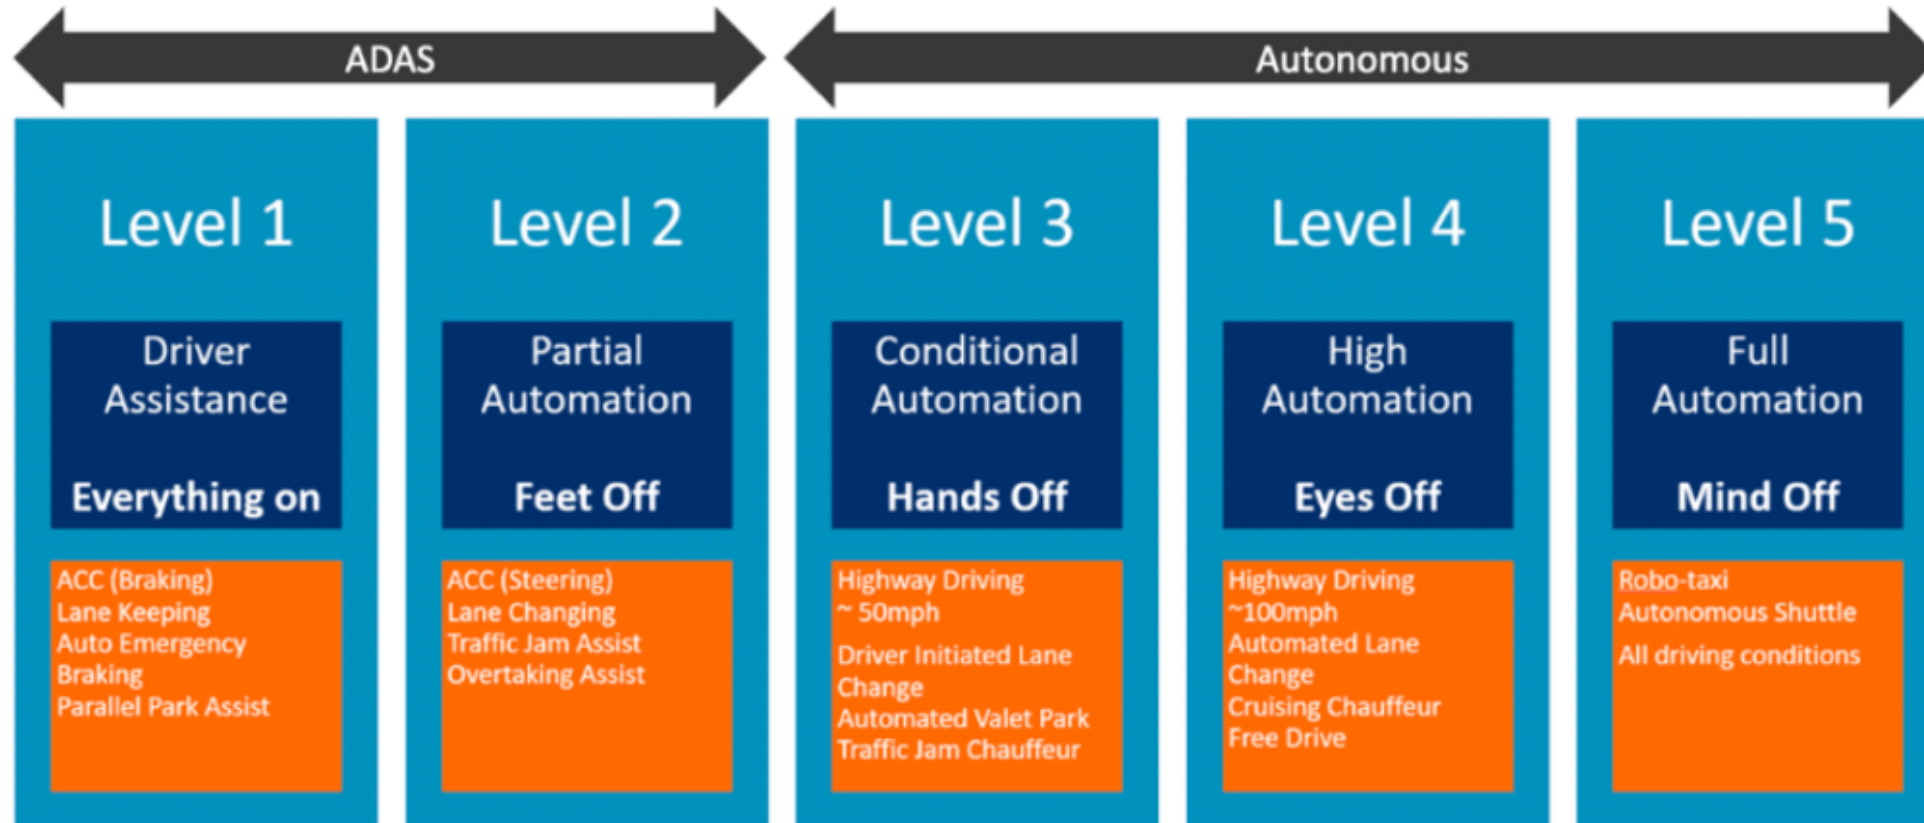 ADAS
Autonomous
Level 1
Driver
Assistance
Everything on
ACC (Braking)
Lane Keeping
Auto Emergency
Braking
Parallel Park Assist
Level 2
Partial
Automation
Feet Off
ACC (Steering)
Lane Changing
Traffic Jam Assist
Overtaking Assist
Level 3
Conditional
Automation
Hands Off
Highway Driving
~ 50mph
Driver Initiated Lane
Change
Automated Valet Park
Traffic Jam Chauffeur
Level 4
High
Automation
Eyes Off
Highway Driving
~100mph
Automated Lane
Change
Cruising Chauffeur
Free Drive
Level 5
Full
Automation
Mind Off
Robo-taxi
Autonomous Shuttle
All driving conditions